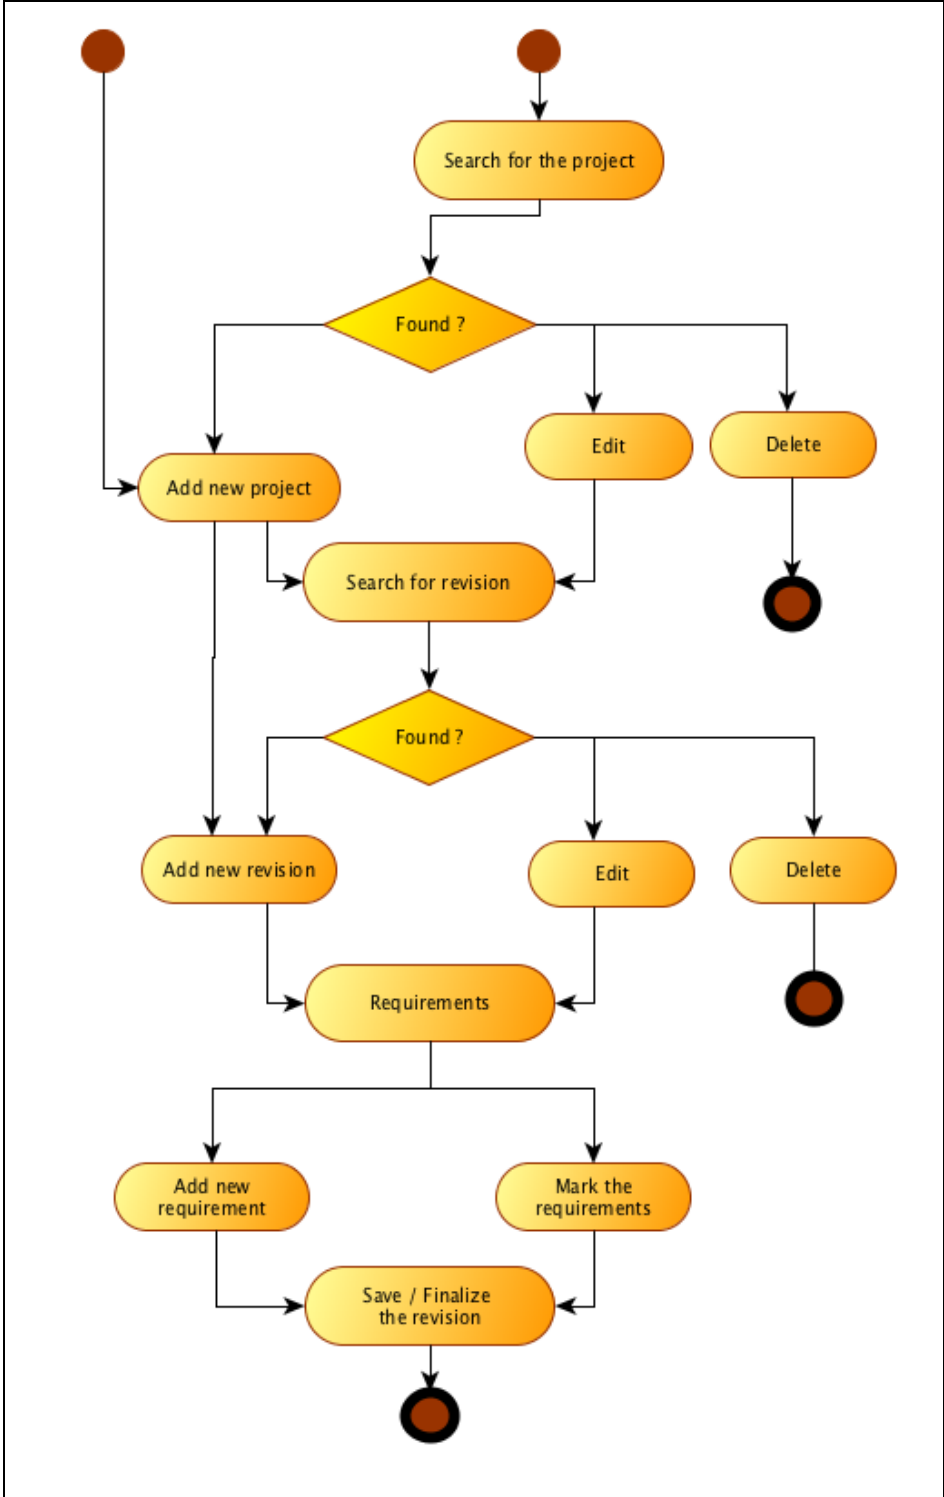 Search for the project
Found ?
Edit
Delete
Add new project
Search for revision
Found ?
Add new revision
Edit
Delete
Requirements
Add new
requirement
Mark the
requirements
Save / Finalize
the revision